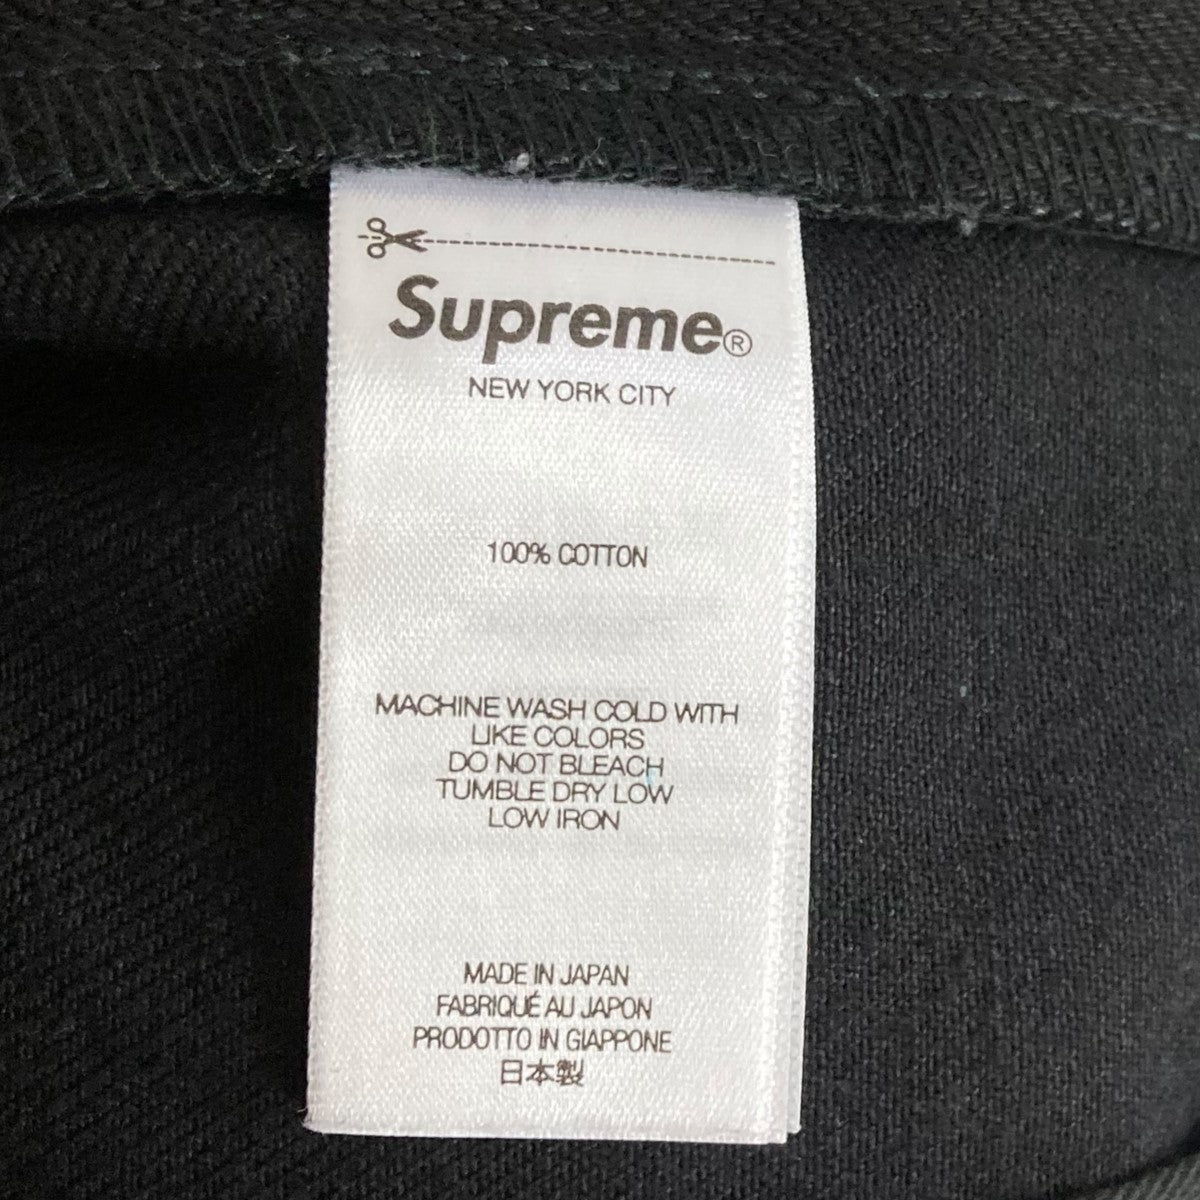 Supreme®
NEW YORK CITY
100% COTTON
MACHINE WASH COLD WITH
LIKE COLORS
DO NOT BLEACH
TUMBLE DRY LOW
LOW IRON
MADE IN JAPAN
FABRIQUÉ AU JAPON
PRODOTTO IN GIAPPONE
日本製